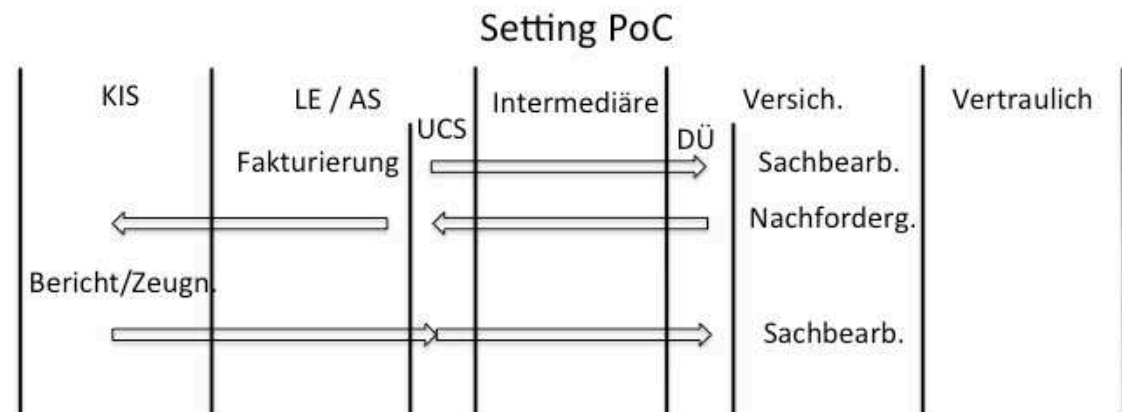 Setting PoC
KIS
LE / AS
Intermediäre
Versich.
Vertraulich
UCS
DÜ
Fakturierung
Sachbearb.
Nachforderg.
Bericht/Zeugn.
Sachbearb.